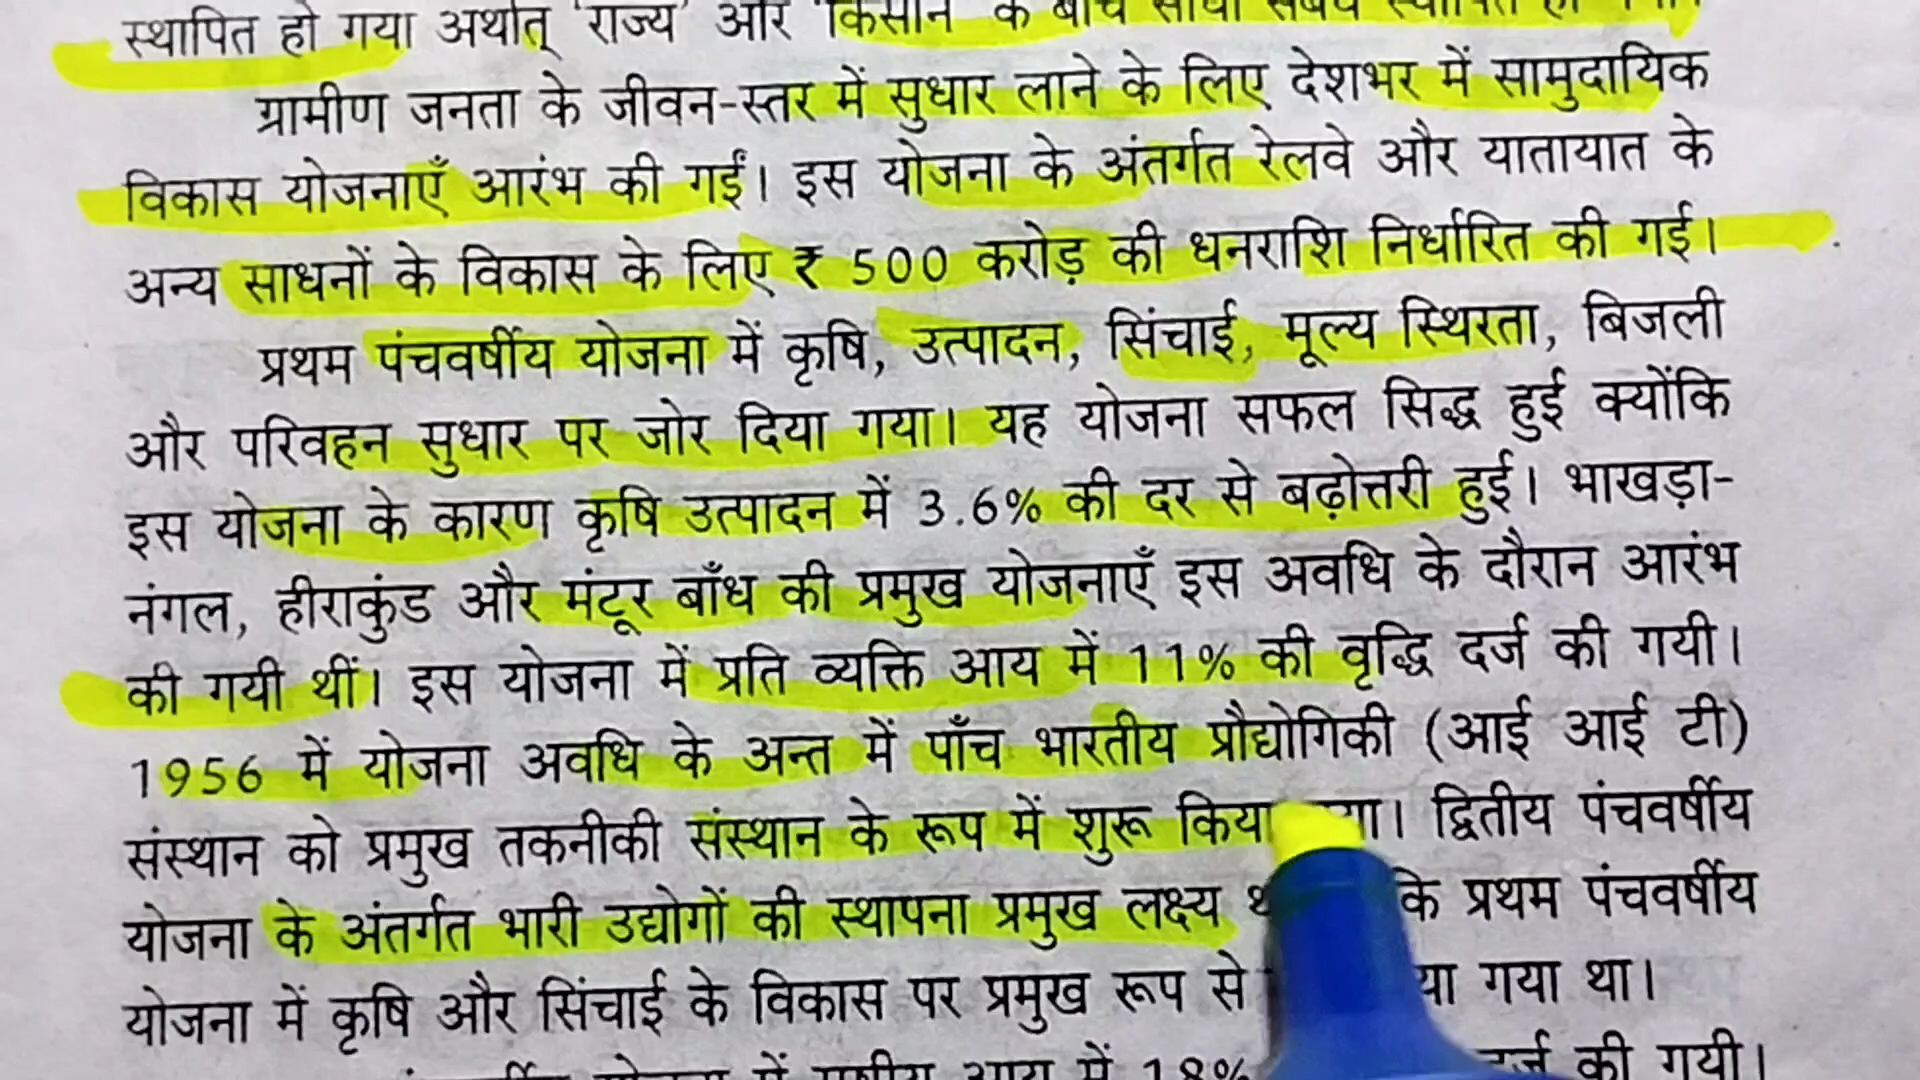 स्थापित हो गया अर्थात् 'राज्य' और 'किसान' के बीच सीधा संबंध स्थापित हो
ग्रामीण जनता के जीवन-स्तर में सुधार लाने के लिए देशभर में सामुदायिक
विकास योजनाएँ आरंभ की गईं। इस योजना के अंतर्गत रेलवे और यातायात के
अन्य साधनों के विकास के लिए ₹ 500 करोड़ की धनराशि निर्धारित की गई।
प्रथम पंचवर्षीय योजना में कृषि, उत्पादन, सिंचाई, मूल्य स्थिरता, बिजली
और परिवहन सुधार पर जोर दिया गया। यह योजना सफल सिद्ध हुई क्योंकि
इस योजना के कारण कृषि उत्पादन में 3.6% की दर से बढ़ोत्तरी हुई। भाखड़ा-
नंगल, हीराकुंड और मंटूर बाँध की प्रमुख योजनाएँ इस अवधि के दौरान आरंभ
की गयी थीं। इस योजना में प्रति व्यक्ति आय में 11% की वृद्धि दर्ज की गयी।
1956 में योजना अवधि के अन्त में पाँच भारतीय प्रौद्योगिकी (आई आई टी)
संस्थान को प्रमुख तकनीकी संस्थान के रूप में शुरू किया। द्वितीय पंचवर्षीय
योजना के अंतर्गत भारी उद्योगों की स्थापना प्रमुख लक्ष्य कि प्रथम पंचवर्षीय
योजना में कृषि और सिंचाई के विकास पर प्रमुख रूप से गया था।
योजना में आय में 18% दर्ज की गयी।